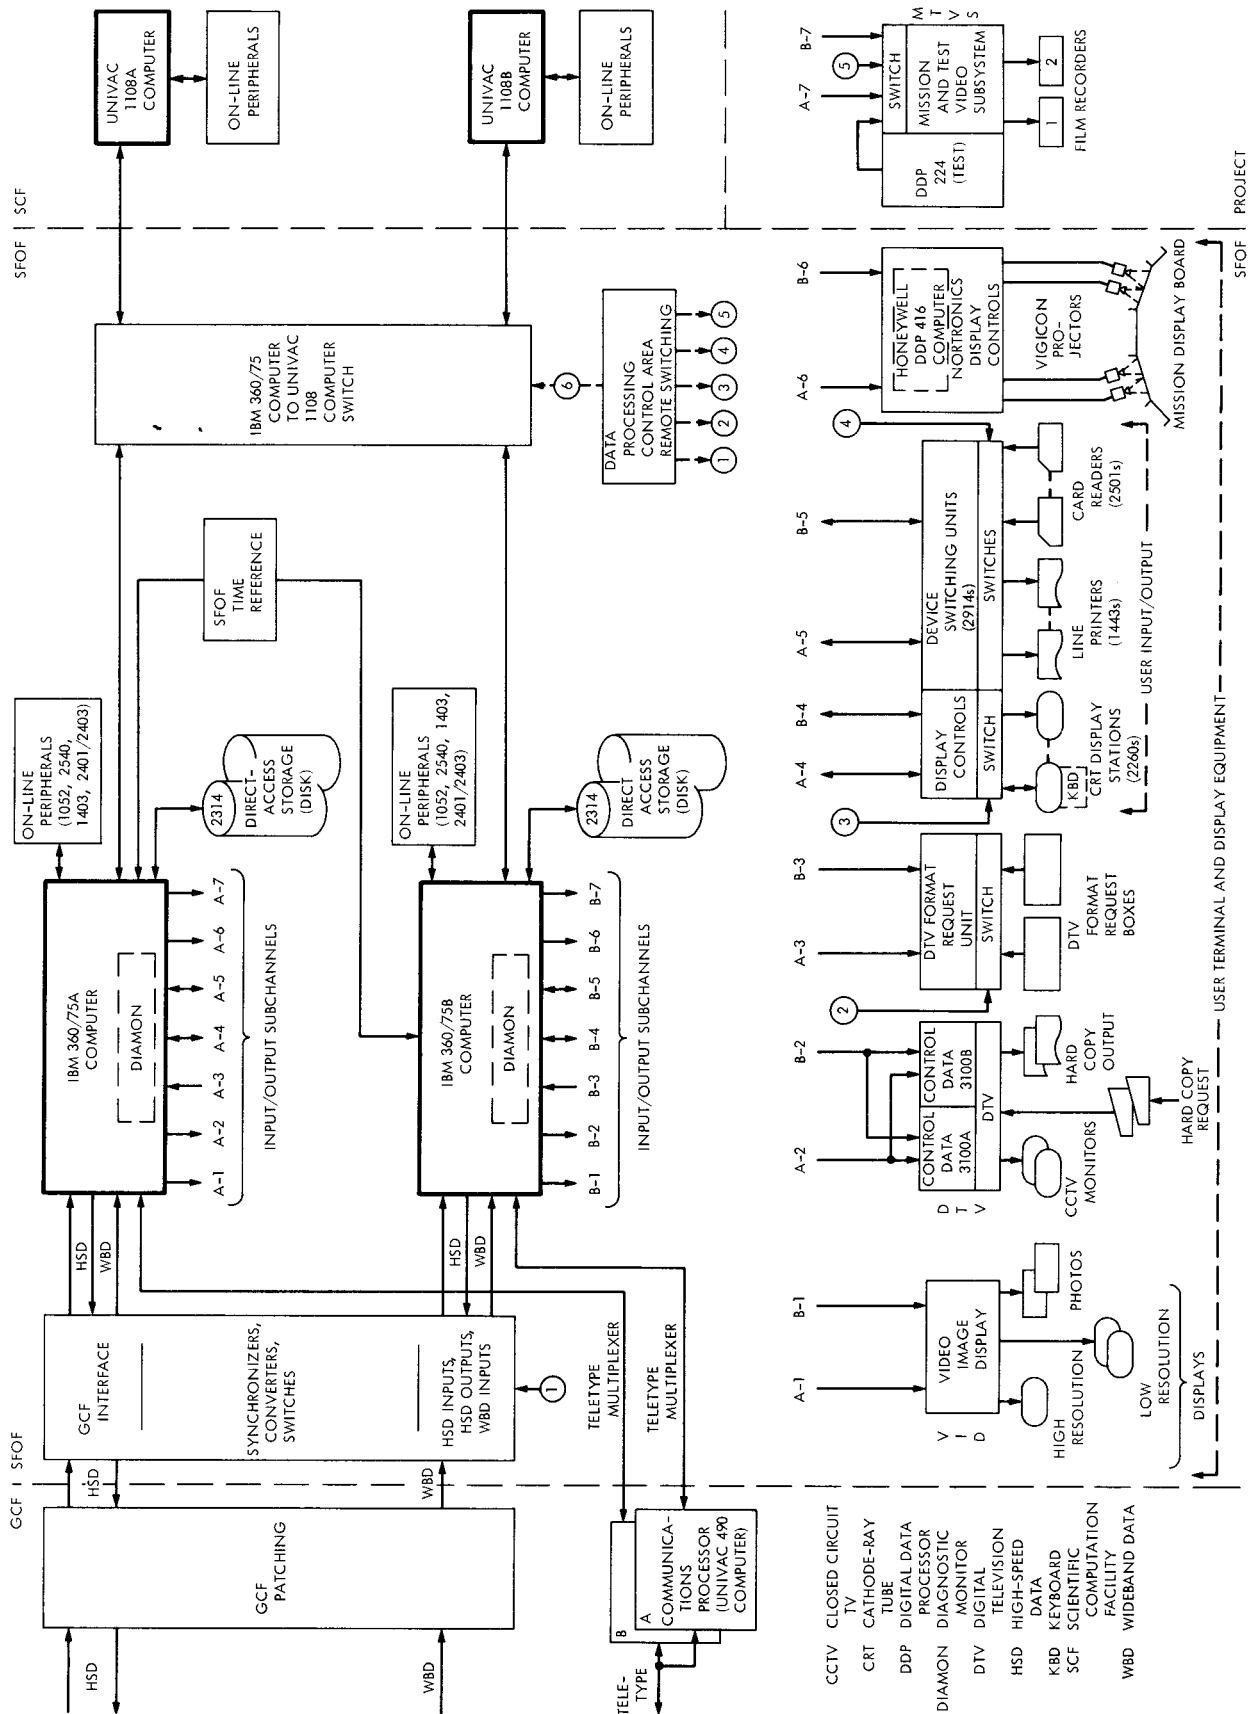 GCF
SFOF
SFOF
SCF
HSD
WBD
GCF
PATCHING
HSD
WBD
GCF
INTERFACE
SYNCHRONIZERS,
CONVERTERS,
SWITCHES
HSD INPUTS,
HSD OUTPUTS,
WBD INPUTS
1
HSD
WBD
HSD
WBD
TELETYPE
MULTIPLEXER
TELETYPE
MULTIPLEXER
TELE-
TYPE
B
A
COMMUNICA-
TIONS
PROCESSOR
(UNIVAC 490
COMPUTER)
IBM 360/75A
COMPUTER
DIAMON
A-1
A-2
A-3
A-4
A-5
A-6
A-7
INPUT/OUTPUT SUBCHANNELS
ON-LINE
PERIPHERALS
(1052, 2540,
1403, 2401/2403)
2314
DIRECT-
ACCESS
STORAGE
(DISK)
IBM 360/75B
COMPUTER
DIAMON
B-1
B-2
B-3
B-4
B-5
B-6
B-7
INPUT/OUTPUT SUBCHANNELS
ON-LINE
PERIPHERALS
(1052, 2540, 1403,
2401/2403)
2314
DIRECT
ACCESS
STORAGE
(DISK)
SFOF
TIME
REFERENCE
IBM 360/75
COMPUTER
TO UNIVAC
1108
COMPUTER
SWITCH
6
DATA
PROCESSING
CONTROL AREA
REMOTE SWITCHING
1
2
3
4
5
UNIVAC
1108A
COMPUTER
ON-LINE
PERIPHERALS
UNIVAC
1108B
COMPUTER
ON-LINE
PERIPHERALS
A-1
B-1
V
I
D
VIDEO
IMAGE
DISPLAY
HIGH
RESOLUTION
PHOTOS
LOW
RESOLUTION
DISPLAYS
A-2
B-2
D
T
V
CONTROL
DATA
3100A
CONTROL
DATA
3100B
DTV
CCTV
MONITORS
HARD
COPY
OUTPUT
HARD COPY
REQUEST
2
A-3
B-3
DTV FORMAT
REQUEST
UNIT
SWITCH
DTV
FORMAT
REQUEST
BOXES
3
A-4
B-4
DISPLAY
CONTROLS
SWITCH
KBD
CRT DISPLAY
STATIONS
(2260s)
A-5
B-5
DEVICE
SWITCHING UNITS
(2914s)
SWITCHES
LINE
PRINTERS
(1443s)
CARD
READERS
(2501s)
4
USER INPUT/OUTPUT
A-6
B-6
HONEYWELL
DDP 416
COMPUTER
NORTRONICS
DISPLAY
CONTROLS
VIGICON
PRO-
JECTORS
MISSION DISPLAY BOARD
USER TERMINAL AND DISPLAY EQUIPMENT
A-7
5
B-7
DDP
224
(TEST)
SWITCH
MISSION
AND TEST
VIDEO
SUBSYSTEM
M
T
V
S
1
2
FILM RECORDERS
SFOF
PROJECT
CCTV CLOSED CIRCUIT
TV
CRT CATHODE-RAY
TUBE
DDP DIGITAL DATA
PROCESSOR
DIAMON DIAGNOSTIC
MONITOR
DTV DIGITAL
TELEVISION
HSD HIGH-SPEED
DATA
KBD KEYBOARD
SCF SCIENTIFIC
COMPUTATION
FACILITY
WBD WIDEBAND DATA